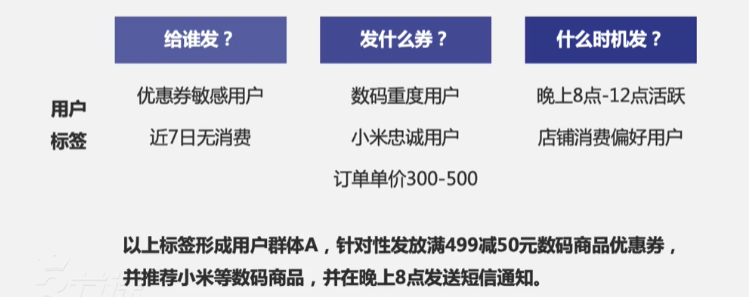 给谁发？ 发什么券？ 什么时机发？
优惠券敏感用户 数码重度用户 晚上8点-12点活跃
用户
标签
近7日无消费 小米忠诚用户 店铺消费偏好用户
订单单价300-500
以上标签形成用户群体A，针对性发放满499减50元数码商品优惠券，
并推荐小米等数码商品，并在晚上8点发送短信通知。